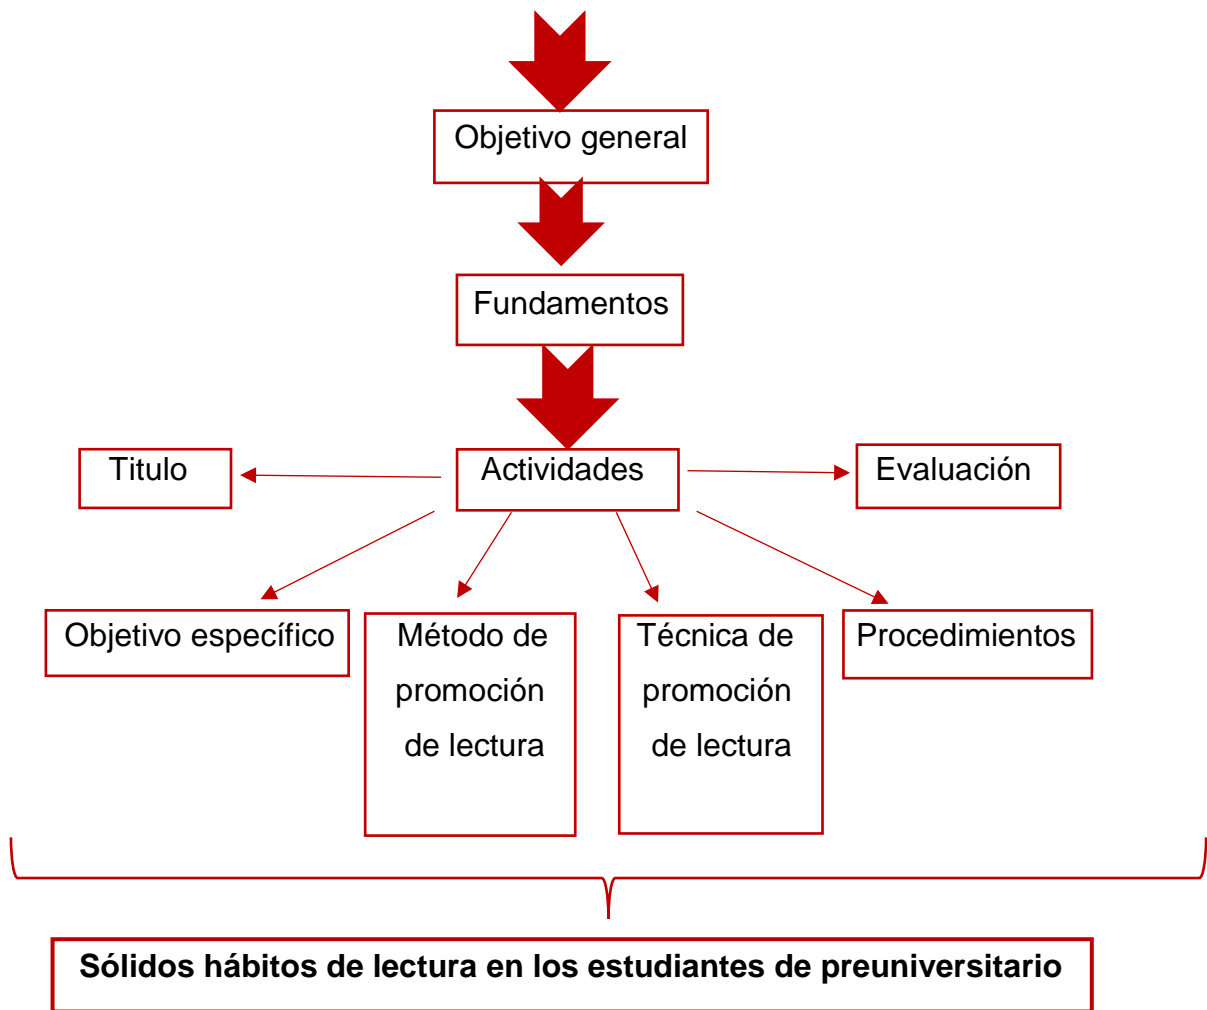 Objetivo general
Fundamentos
Titulo
Actividades
Evaluación
Objetivo específico
Método de
promoción
de lectura
Técnica de
promoción
de lectura
Procedimientos
Sólidos hábitos de lectura en los estudiantes de preuniversitario